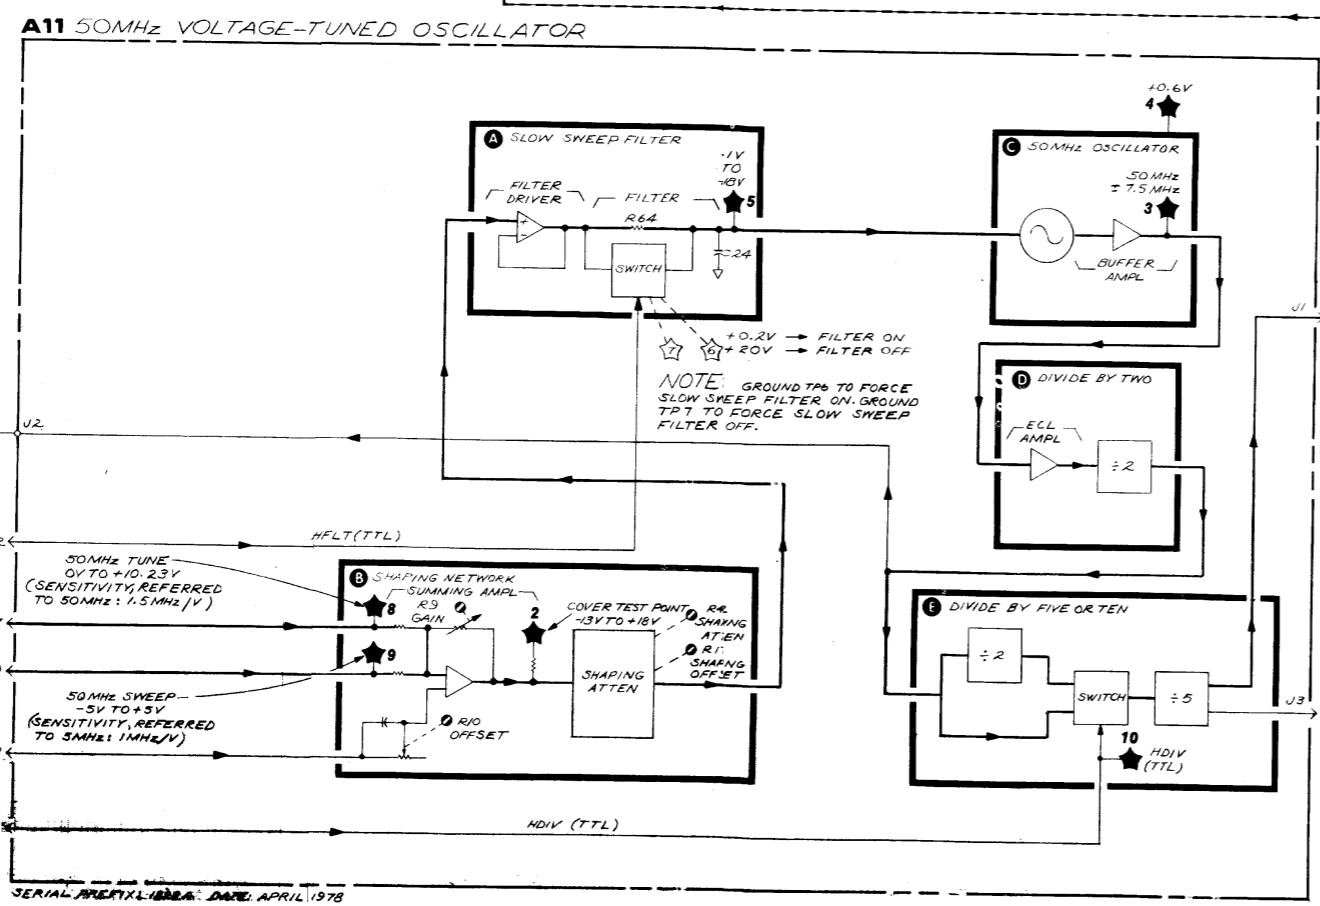 A11 50MHz VOLTAGE-TUNED OSCILLATOR
+0.6V
4
A SLOW SWEEP FILTER
-1V
TO
-18V
5
FILTER
DRIVER
FILTER
R64
+
-
SWITCH
C24
7
6
+0.2V → FILTER ON
+20V → FILTER OFF
NOTE: GROUND TP6 TO FORCE
SLOW SWEEP FILTER ON. GROUND
TP7 TO FORCE SLOW SWEEP
FILTER OFF.
C 50MHz OSCILLATOR
50MHz
± 7.5MHz
3
BUFFER
AMPL
J1
D DIVIDE BY TWO
ECL
AMPL
÷2
J2
HFLT (TTL)
50MHz TUNE
0V TO +10.23V
(SENSITIVITY, REFERRED
TO 50MHz: 1.5MHz/V)
B SHAPING NETWORK
SUMMING AMPL
8
R9
GAIN
2
COVER TEST POINT
-13V TO +18V
SHAPING
ATTEN
OFFSET
9
SHAPING
ATTEN
50MHz SWEEP
-5V TO +5V
(SENSITIVITY, REFERRED
TO 5MHz: 1MHz/V)
R10
OFFSET
E DIVIDE BY FIVE OR TEN
÷2
SWITCH
÷5
J3
10
HDIV
(TTL)
HDIV (TTL)
SERIAL PREFIX: DATE: APRIL 1978